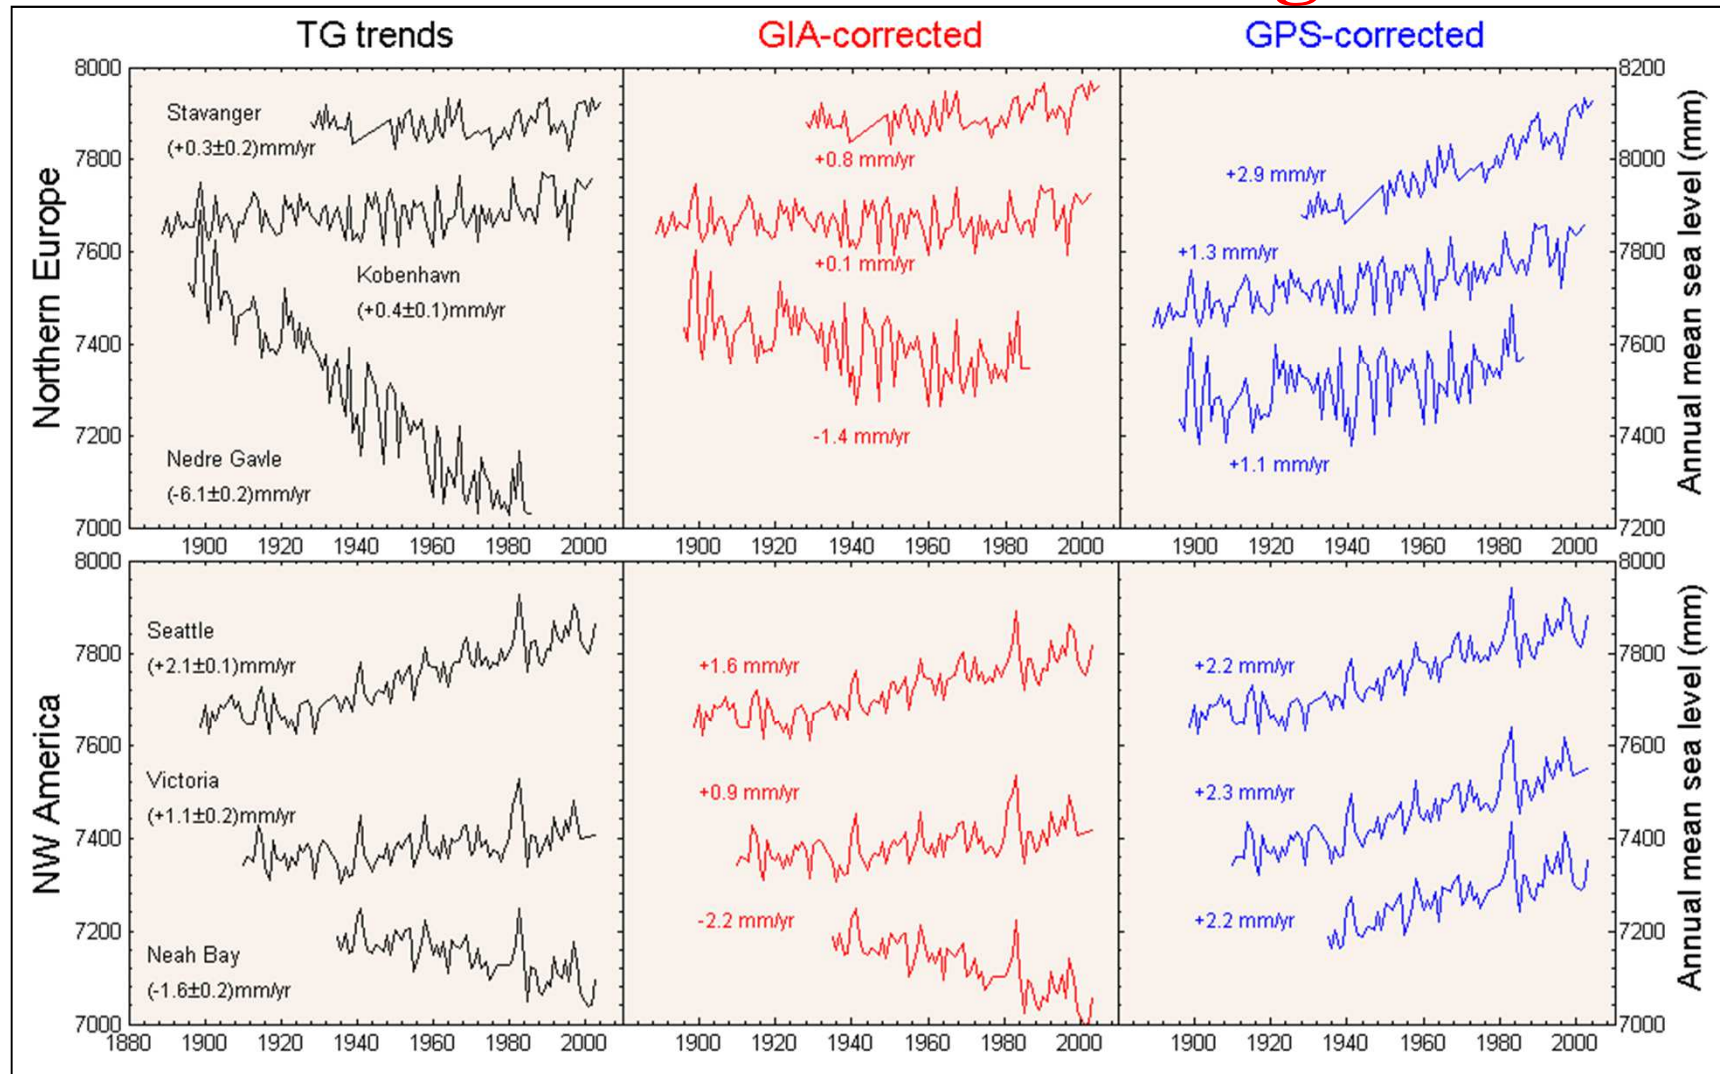 TG trends
GIA-corrected
GPS-corrected
Northern Europe
8000
7800
7600
7400
7200
7000
Stavanger
(+0.3±0.2)mm/yr
Kobenhavn
(+0.4±0.1)mm/yr
Nedre Gavle
(-6.1±0.2)mm/yr
+0.8 mm/yr
+0.1 mm/yr
-1.4 mm/yr
+2.9 mm/yr
+1.3 mm/yr
+1.1 mm/yr
8200
8000
7800
7600
7400
7200
Annual mean sea level (mm)
1900 1920 1940 1960 1980 2000
1900 1920 1940 1960 1980 2000
1900 1920 1940 1960 1980 2000
NW America
8000
7800
7600
7400
7200
7000
Seattle
(+2.1±0.1)mm/yr
Victoria
(+1.1±0.2)mm/yr
Neah Bay
(-1.6±0.2)mm/yr
+1.6 mm/yr
+0.9 mm/yr
-2.2 mm/yr
+2.2 mm/yr
+2.3 mm/yr
+2.2 mm/yr
8000
7800
7600
7400
7200
7000
Annual mean sea level (mm)
1880 1900 1920 1940 1960 1980 2000
1900 1920 1940 1960 1980 2000
1900 1920 1940 1960 1980 2000